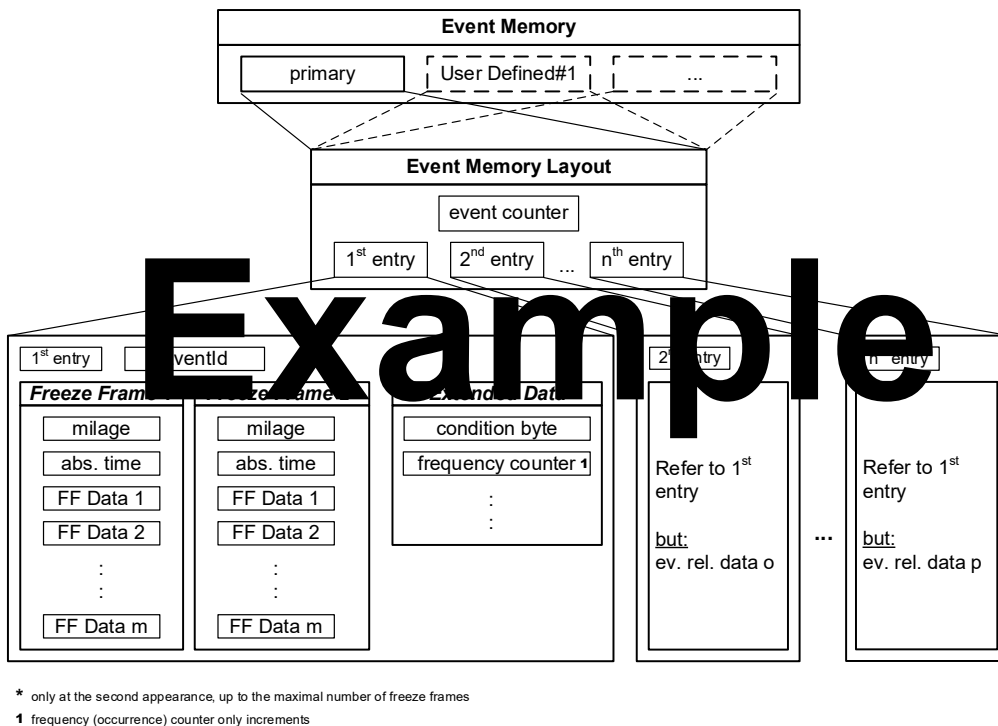 Event Memory
primary
User Defined#1
...
Event Memory Layout
event counter
1st entry
2nd entry
...
nth entry
Example
1st entry
2 entry
n entry
Freeze Frame
Extended Data
milage
abs. time
FF Data 1
FF Data 2
:
:
FF Data m
milage
abs. time
FF Data 1
FF Data 2
:
:
FF Data m
condition byte
frequency counter 1
:
:
Refer to 1st
entry
but:
ev. rel. data o
...
Refer to 1st
entry
but:
ev. rel. data p
* only at the second appearance, up to the maximal number of freeze frames
1 frequency (occurrence) counter only increments